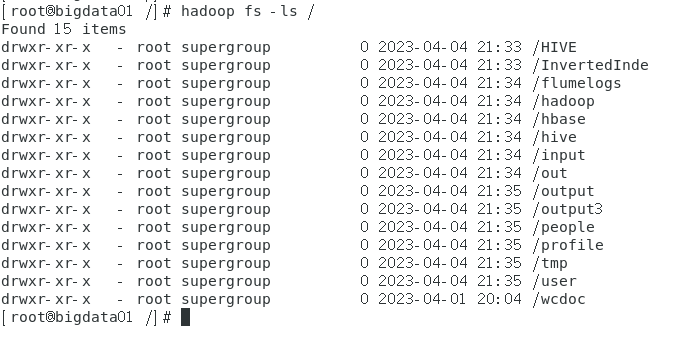 [root@bigdata01 /]# hadoop fs -ls /
Found 15 items
drwxr-xr-x   - root supergroup          0 2023-04-04 21:33 /HIVE
drwxr-xr-x   - root supergroup          0 2023-04-04 21:33 /InvertedInde
drwxr-xr-x   - root supergroup          0 2023-04-04 21:34 /flumelogs
drwxr-xr-x   - root supergroup          0 2023-04-04 21:34 /hadoop
drwxr-xr-x   - root supergroup          0 2023-04-04 21:34 /hbase
drwxr-xr-x   - root supergroup          0 2023-04-04 21:34 /hive
drwxr-xr-x   - root supergroup          0 2023-04-04 21:34 /input
drwxr-xr-x   - root supergroup          0 2023-04-04 21:34 /out
drwxr-xr-x   - root supergroup          0 2023-04-04 21:35 /output
drwxr-xr-x   - root supergroup          0 2023-04-04 21:35 /output3
drwxr-xr-x   - root supergroup          0 2023-04-04 21:35 /people
drwxr-xr-x   - root supergroup          0 2023-04-04 21:35 /profile
drwxr-xr-x   - root supergroup          0 2023-04-04 21:35 /tmp
drwxr-xr-x   - root supergroup          0 2023-04-04 21:35 /user
drwxr-xr-x   - root supergroup          0 2023-04-01 20:04 /wcdoc
[root@bigdata01 /]#